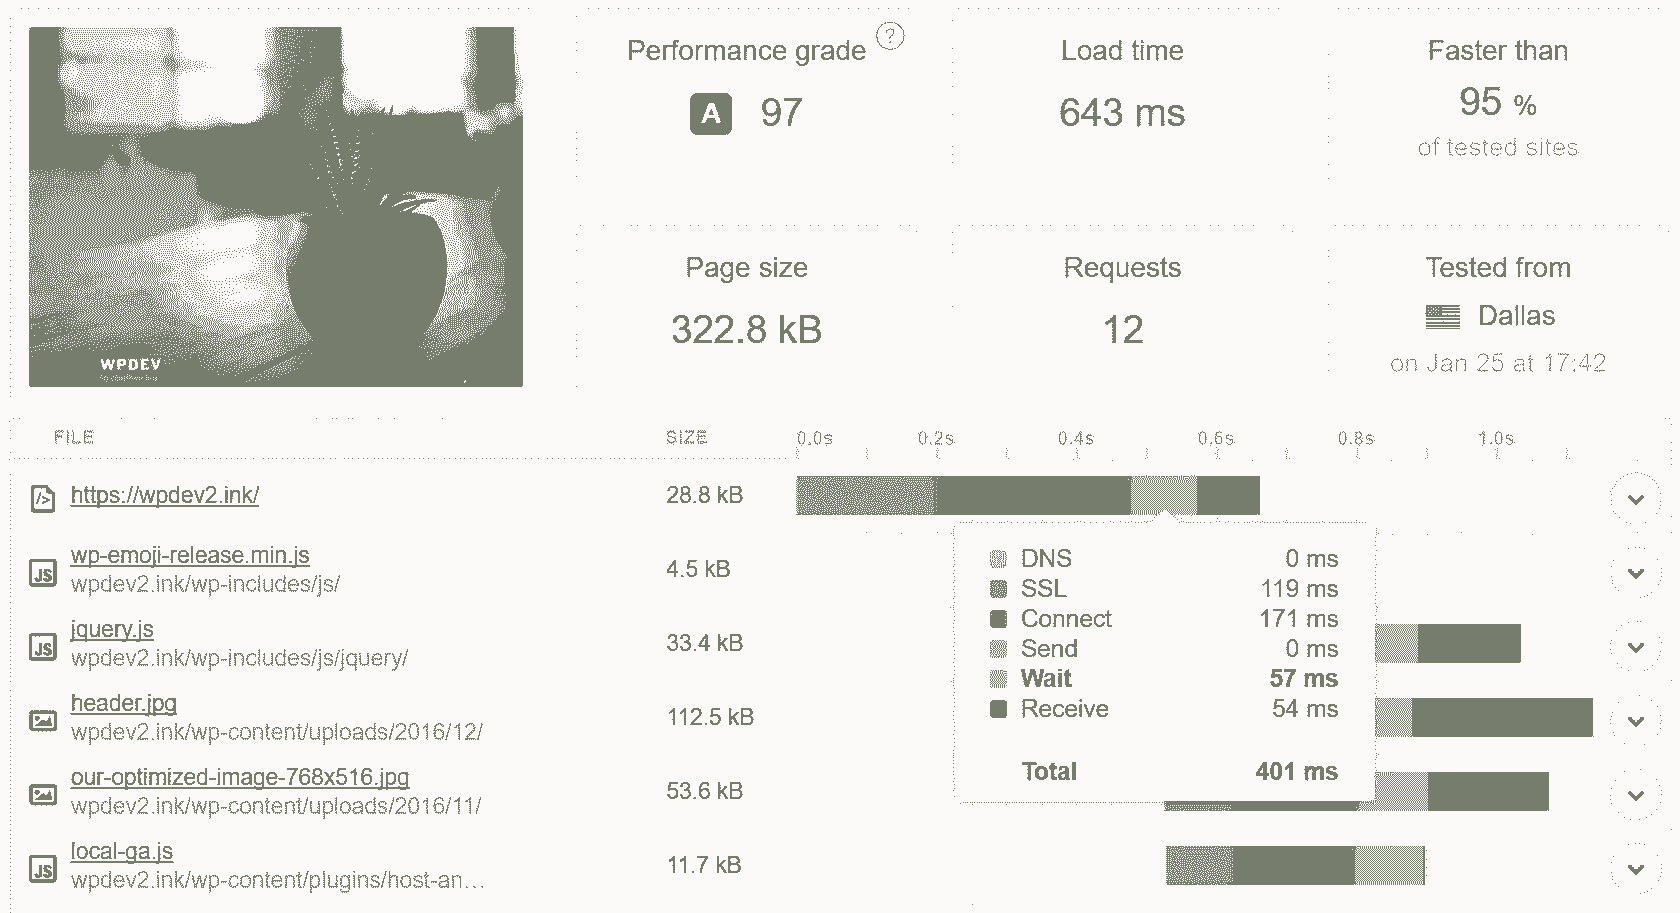 Performance grade ?
A 97
Load time
643 ms
Faster than
95 %
of tested sites
Page size
322.8 kB
Requests
12
Tested from
Dallas
on Jan 25 at 17:42
WPDEV
FILE SIZE 0.0s 0.2s 0.4s 0.6s 0.8s 1.0s
</> https://wpdev2.ink/ 28.8 kB
JS wp-emoji-release.min.js 4.5 kB
wpdev2.ink/wp-includes/js/
JS jquery.js 33.4 kB
wpdev2.ink/wp-includes/js/jquery/
header.jpg 112.5 kB
wpdev2.ink/wp-content/uploads/2016/12/
our-optimized-image-768x516.jpg 53.6 kB
wpdev2.ink/wp-content/uploads/2016/11/
JS local-ga.js 11.7 kB
wpdev2.ink/wp-content/plugins/host-an...
DNS 0 ms
SSL 119 ms
Connect 171 ms
Send 0 ms
Wait 57 ms
Receive 54 ms
Total 401 ms